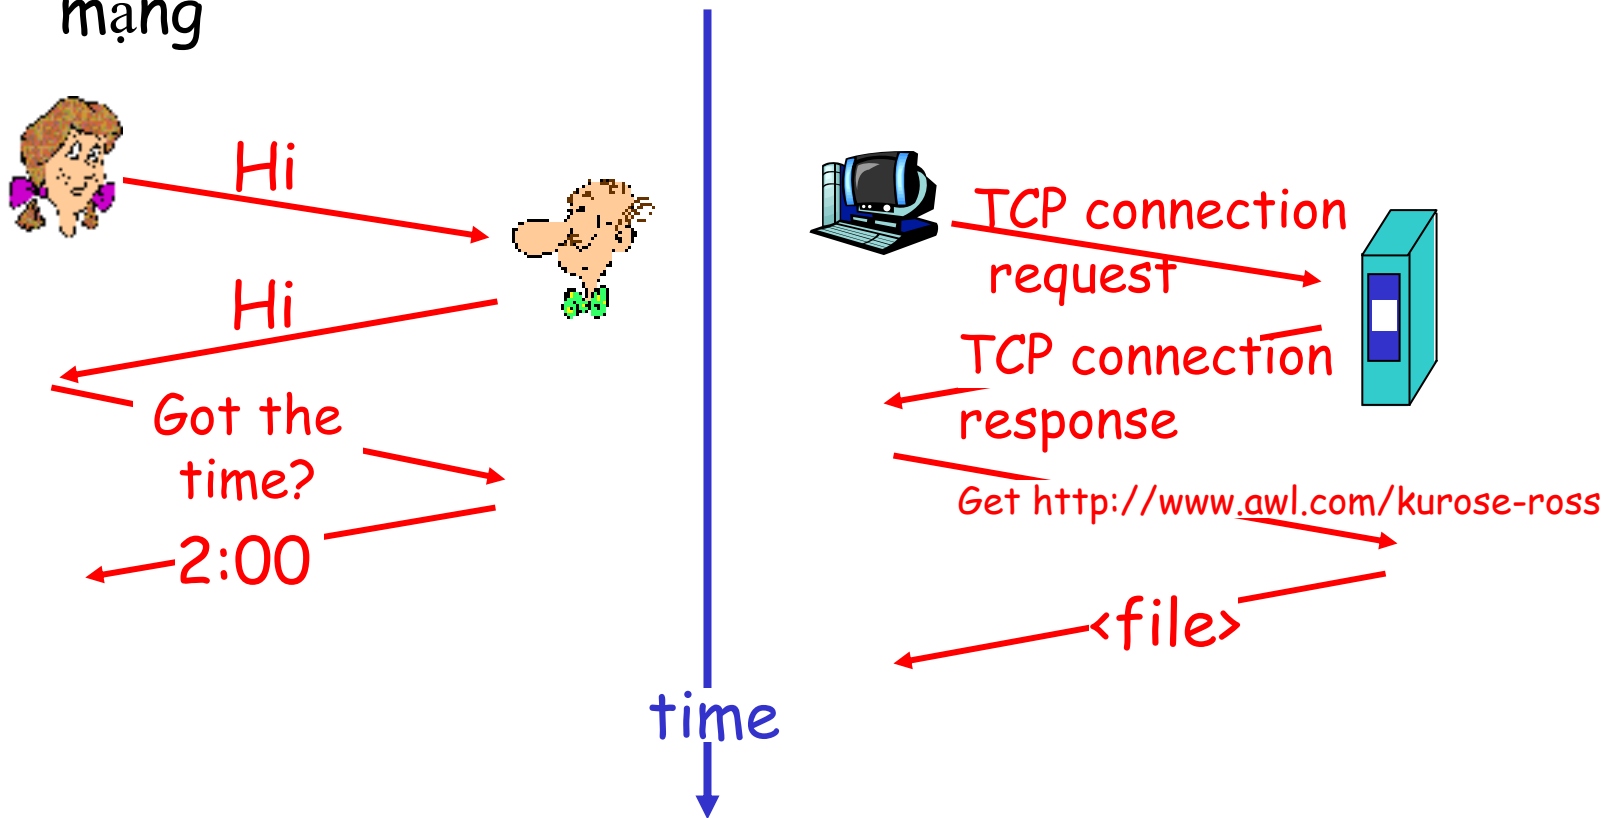 mạng
Hi
Hi
Got the
time?
2:00
TCP connection
request
TCP connection
response
Get http://www.awl.com/kurose-ross
<file>
time